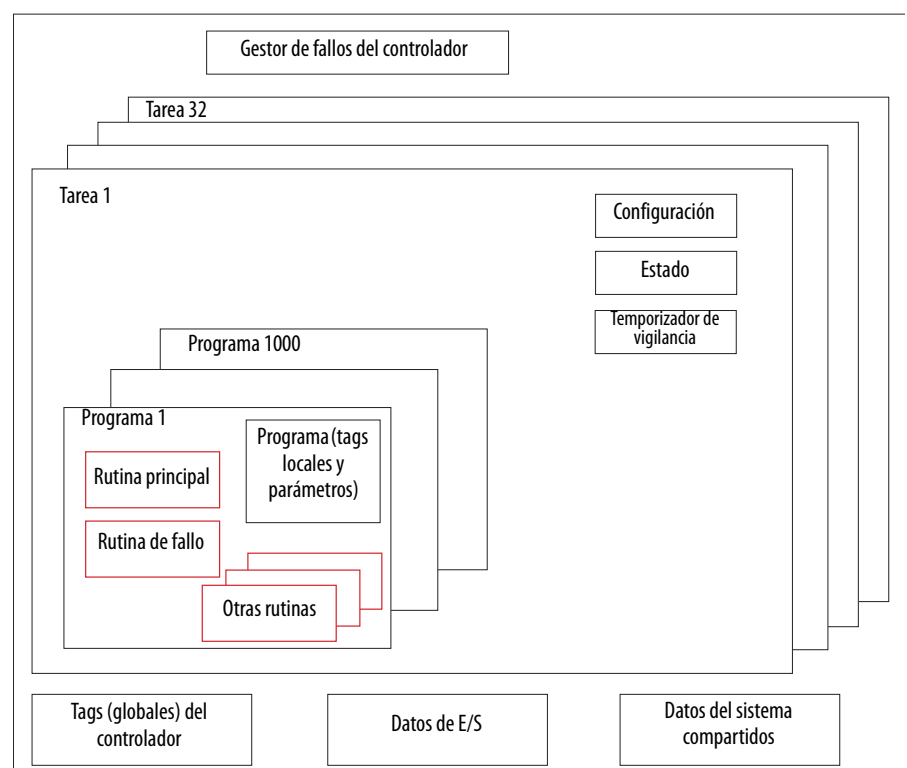 Gestor de fallos del controlador
Tarea 32
Tarea 1
Configuración
Estado
Temporizador de
vigilancia
Programa 1000
Programa 1
Programa (tags
locales y
parámetros)
Rutina principal
Rutina de fallo
Otras rutinas
Tags (globales) del
controlador
Datos de E/S
Datos del sistema
compartidos